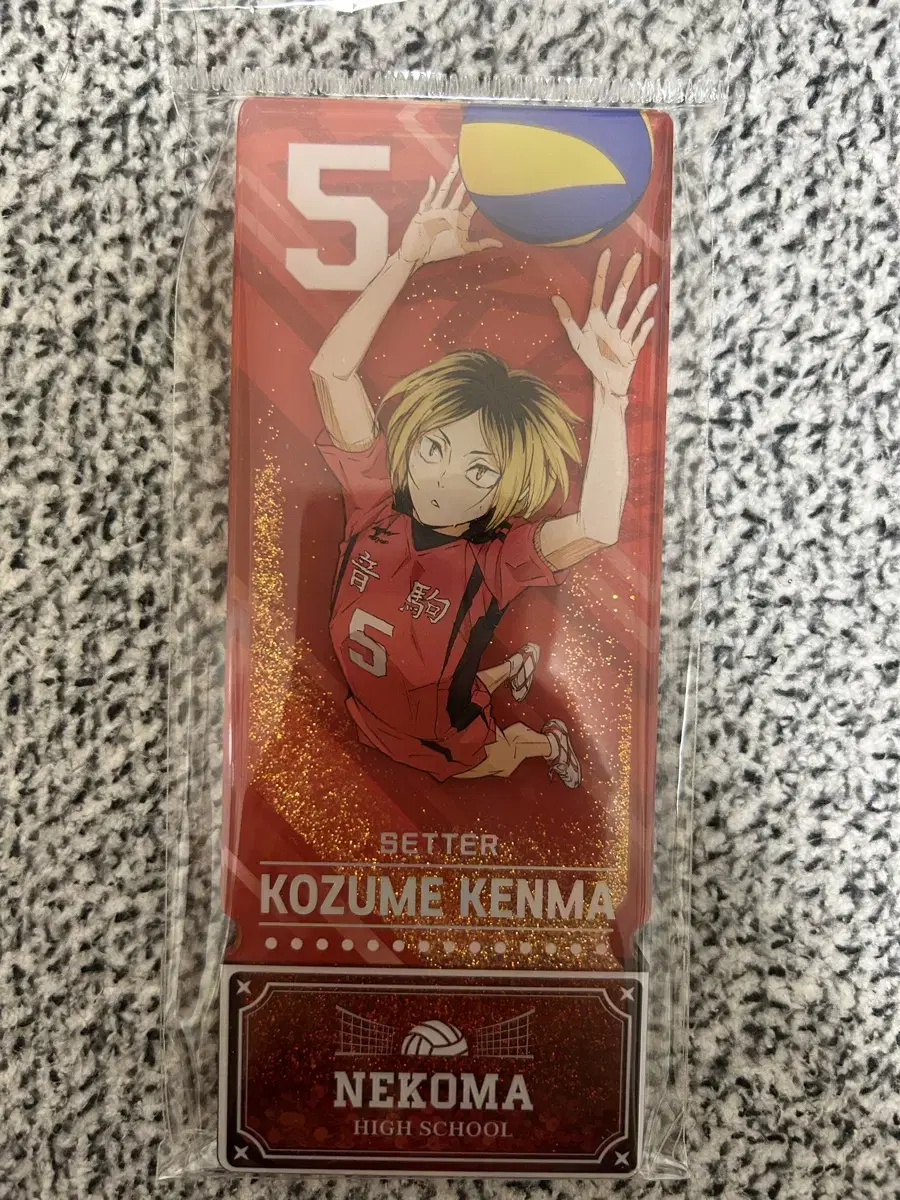 5
音駒
5
SETTER
KOZUME KENMA
NEKOMA
HIGH SCHOOL